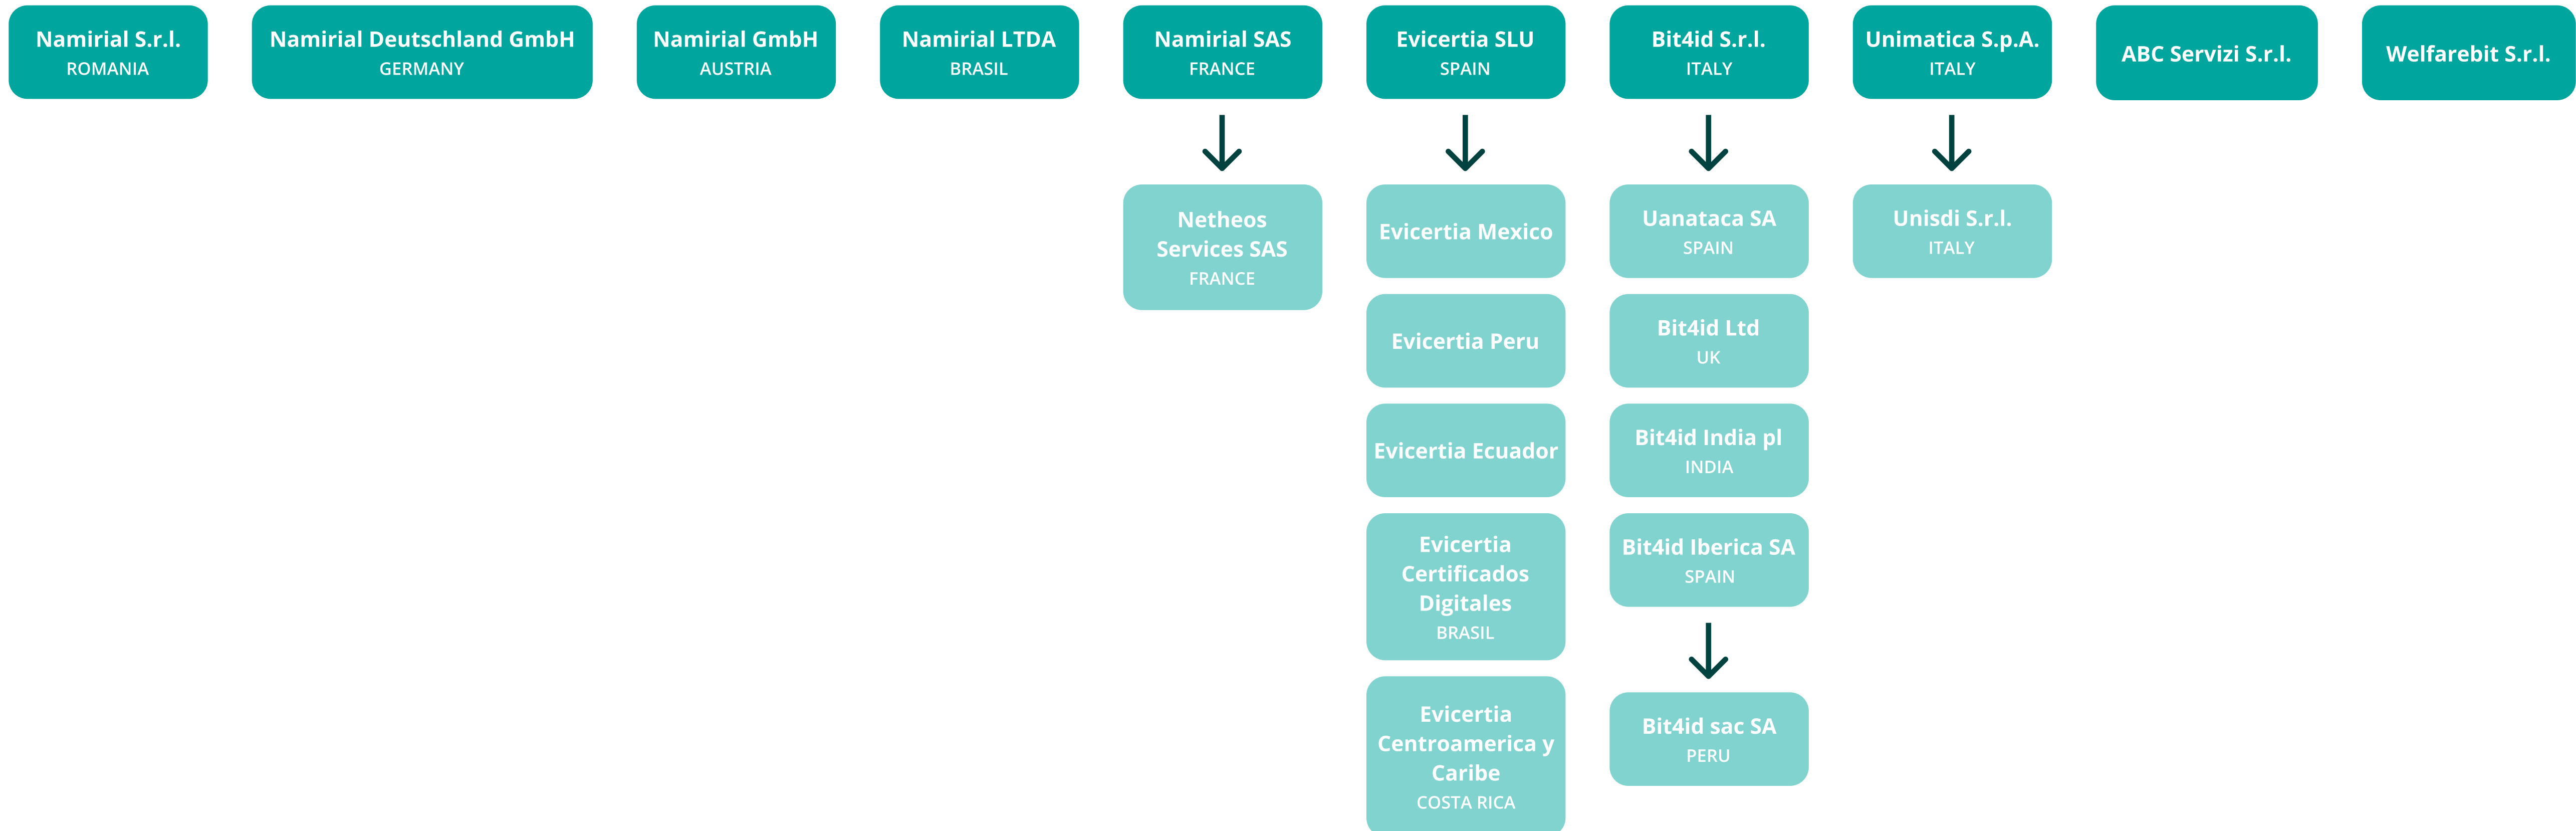 Namirial S.r.l.
ROMANIA
Namirial Deutschland GmbH
GERMANY
Namirial GmbH
AUSTRIA
Namirial LTDA
BRASIL
Namirial SAS
FRANCE
Evicertia SLU
SPAIN
Bit4id S.r.l.
ITALY
Unimatica S.p.A.
ITALY
ABC Servizi S.r.l.
Welfarebit S.r.l.
Netheos
Services SAS
FRANCE
Evicertia Mexico
Evicertia Peru
Evicertia Ecuador
Evicertia
Certificados
Digitales
BRASIL
Evicertia
Centroamerica y
Caribe
COSTA RICA
Uanataca SA
SPAIN
Bit4id Ltd
UK
Bit4id India pl
INDIA
Bit4id Iberica SA
SPAIN
Bit4id sac SA
PERU
Unisdi S.r.l.
ITALY